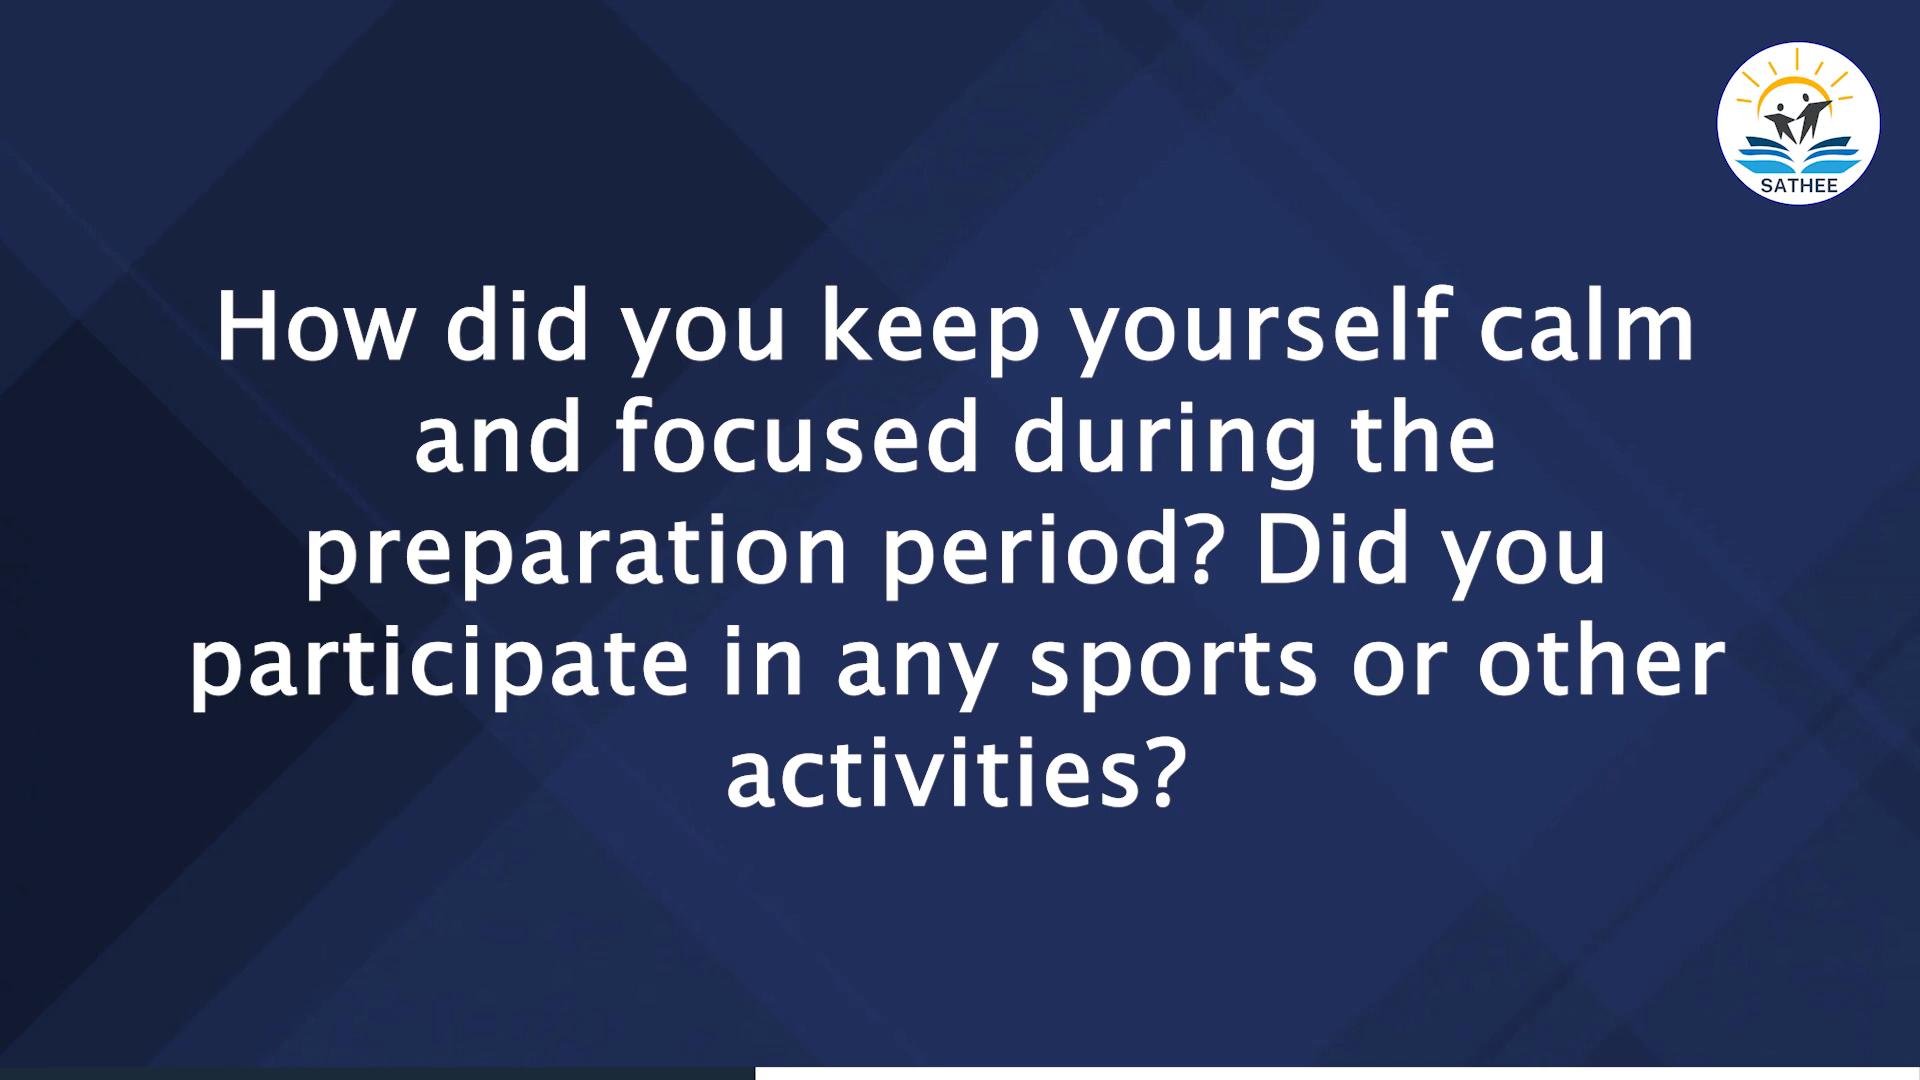 SATHEE
How did you keep yourself calm
and focused during the
preparation period? Did you
participate in any sports or other
activities?